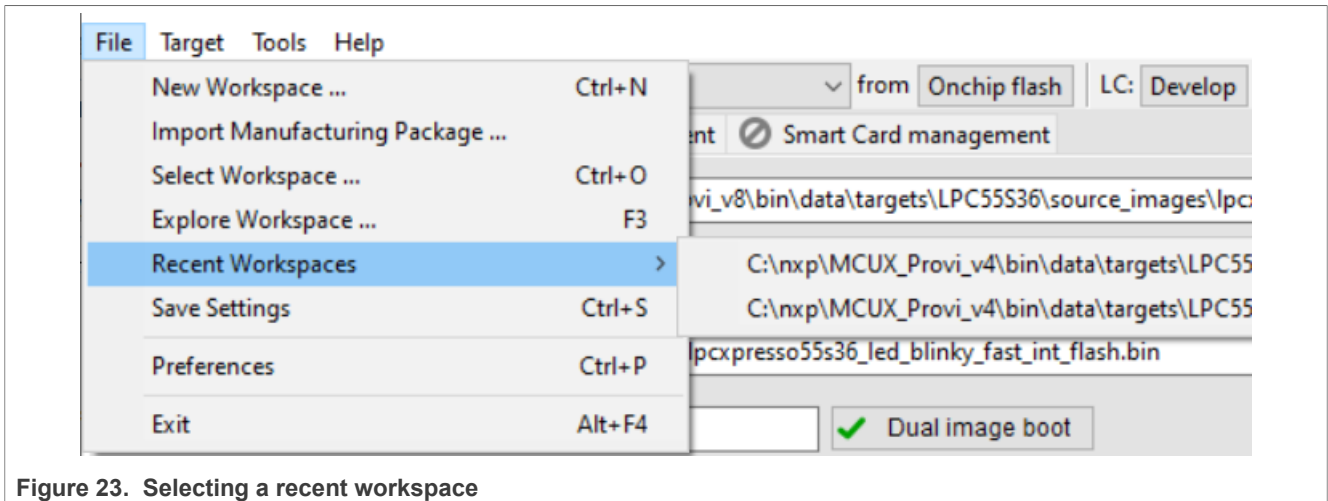 File Target Tools Help
New Workspace ... Ctrl+N
from Onchip flash LC: Develop
Import Manufacturing Package ...
ent Smart Card management
Select Workspace ... Ctrl+O
ovi_v8\bin\data\targets\LPC55S36\source_images\lpc
Explore Workspace ... F3
Recent Workspaces >
C:\nxp\MCUX_Provi_v4\bin\data\targets\LPC55
Save Settings Ctrl+S
C:\nxp\MCUX_Provi_v4\bin\data\targets\LPC55
lpcxpresso55s36_led_blinky_fast_int_flash.bin
Preferences Ctrl+P
Exit Alt+F4
Dual image boot
Figure 23. Selecting a recent workspace